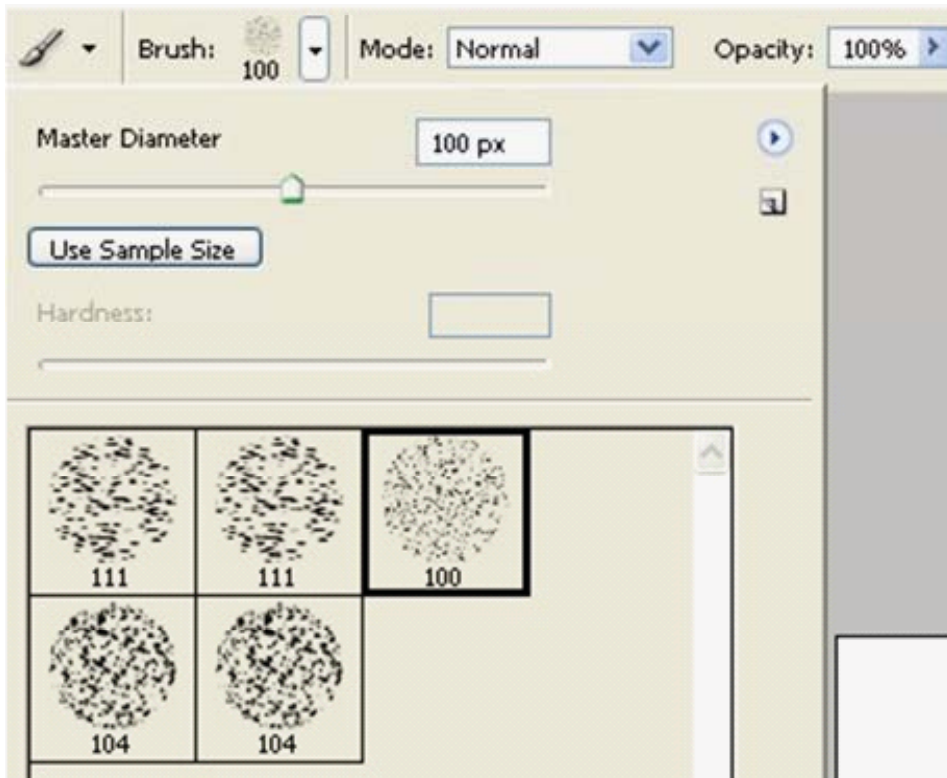 Brush: 100 Mode: Normal Opacity: 100%
Master Diameter 100 px
Use Sample Size
Hardness:
111 111 100
104 104